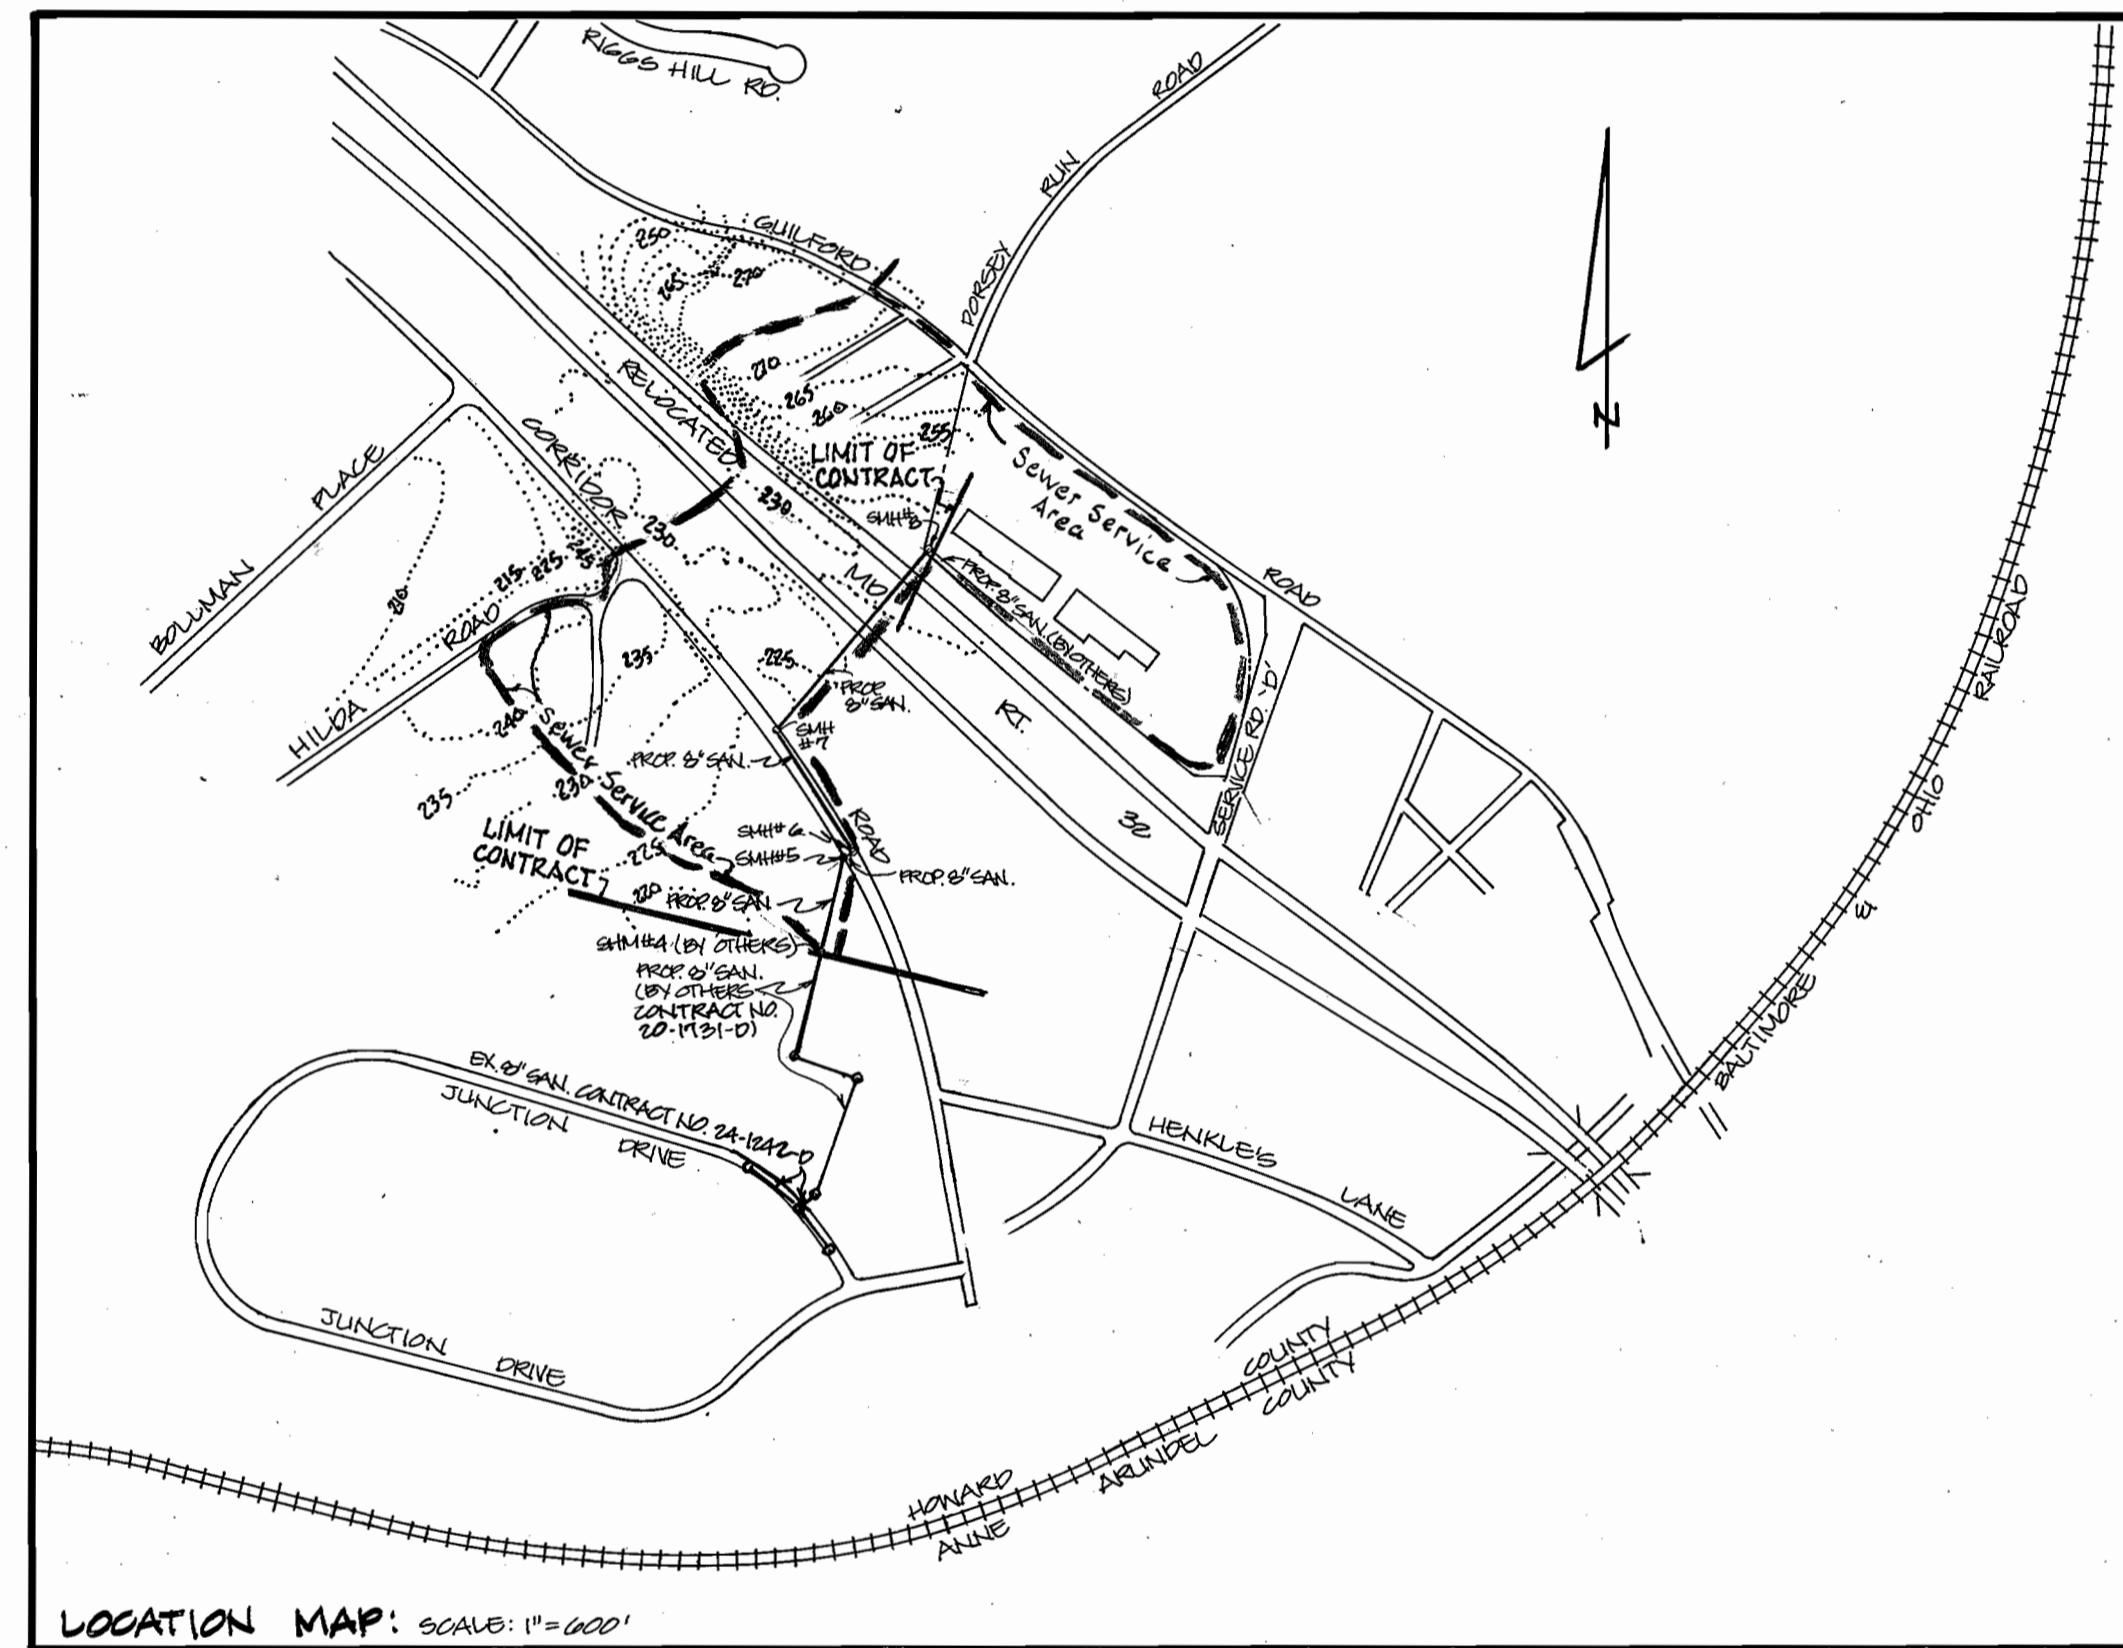 RIGGS HILL RD.
DORSEY RUN ROAD
GUILFORD
250
265
270
270
265
260
255
LIMIT OF
CONTRACT
RELOCATED
CORRIDOR
230
230
SMH#8
Sewer Service
Area
PROP. 8" SAN. (BY OTHERS)
MD
RT.
32
ROAD
SERVICE RD. 'D'
BOLLMAN PLACE
210
215
225
245
HILDA ROAD
235
225
PROP.
8" SAN.
SMH
#7
240
Sewer Service Area
PROP. 8" SAN.
235
230
LIMIT OF
CONTRACT
225
220
SMH#6
SMH#5
ROAD
PROP. 8" SAN.
PROP. 8" SAN
SHM#4 (BY OTHERS)
PROP. 8" SAN.
(BY OTHERS
CONTRACT NO.
20-1731-D)
EX. 8" SAN. CONTRACT NO. 24-1242-D
JUNCTION DRIVE
HENKLE'S LANE
JUNCTION DRIVE
BALTIMORE & OHIO RAILROAD
HOWARD COUNTY
ANNE ARUNDEL COUNTY
N
LOCATION MAP: SCALE: 1"=600'